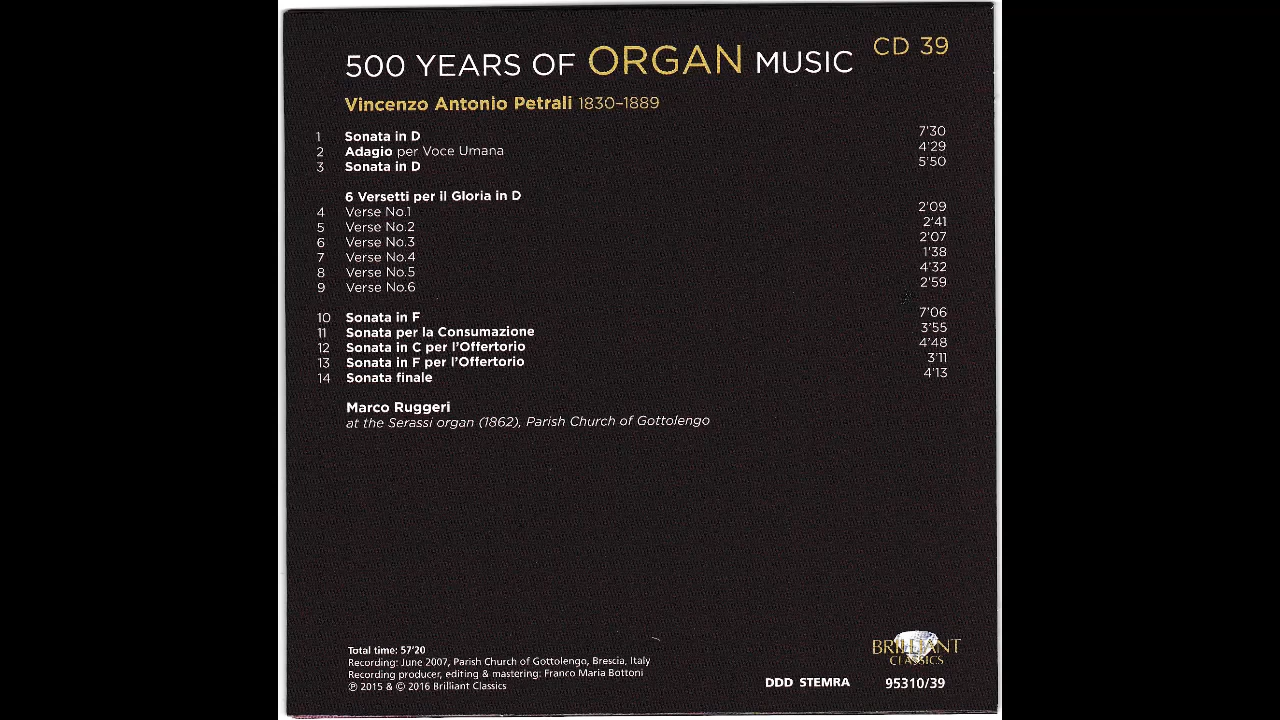 500 YEARS OF ORGAN MUSIC CD 39
Vincenzo Antonio Petrali 1830–1889
1 Sonata in D 7'30
2 Adagio per Voce Umana 4'29
3 Sonata in D 5'50
6 Versetti per il Gloria in D
4 Verse No.1 2'09
5 Verse No.2 2'41
6 Verse No.3 2'07
7 Verse No.4 1'38
8 Verse No.5 4'32
9 Verse No.6 2'59
10 Sonata in F 7'06
11 Sonata per la Consumazione 3'55
12 Sonata in C per l'Offertorio 4'48
13 Sonata in F per l'Offertorio 3'11
14 Sonata finale 4'13
Marco Ruggeri
at the Serassi organ (1862), Parish Church of Gottolengo
Total time: 57'20
Recording: June 2007, Parish Church of Gottolengo, Brescia, Italy
Recording producer, editing & mastering: Franco Maria Bottoni
℗ 2015 & © 2016 Brilliant Classics
BRILLIANT
CLASSICS
DDD STEMRA 95310/39